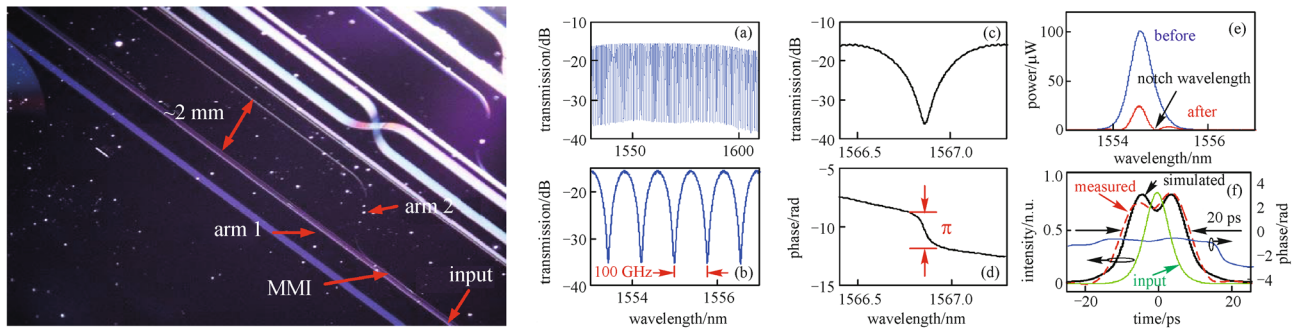 ~2 mm
arm 2
arm 1
input
MMI
(a)
transmission/dB
−10
−20
−30
−40
1550
1600
(b)
transmission/dB
−20
−30
−40
100 GHz
1554
1556
wavelength/nm
(c)
transmission/dB
−10
−20
−30
−40
1566.5
1567.0
(d)
phase/rad
−5
−10
−15
π
1566.5
1567.0
wavelength/nm
(e)
power/μW
100
50
0
before
notch wavelength
after
1554
1556
wavelength/nm
(f)
intensity/n.u.
1.0
0.5
0
measured
simulated
20 ps
input
4
2
0
−2
−4
phase/rad
−20
0
20
time/ps